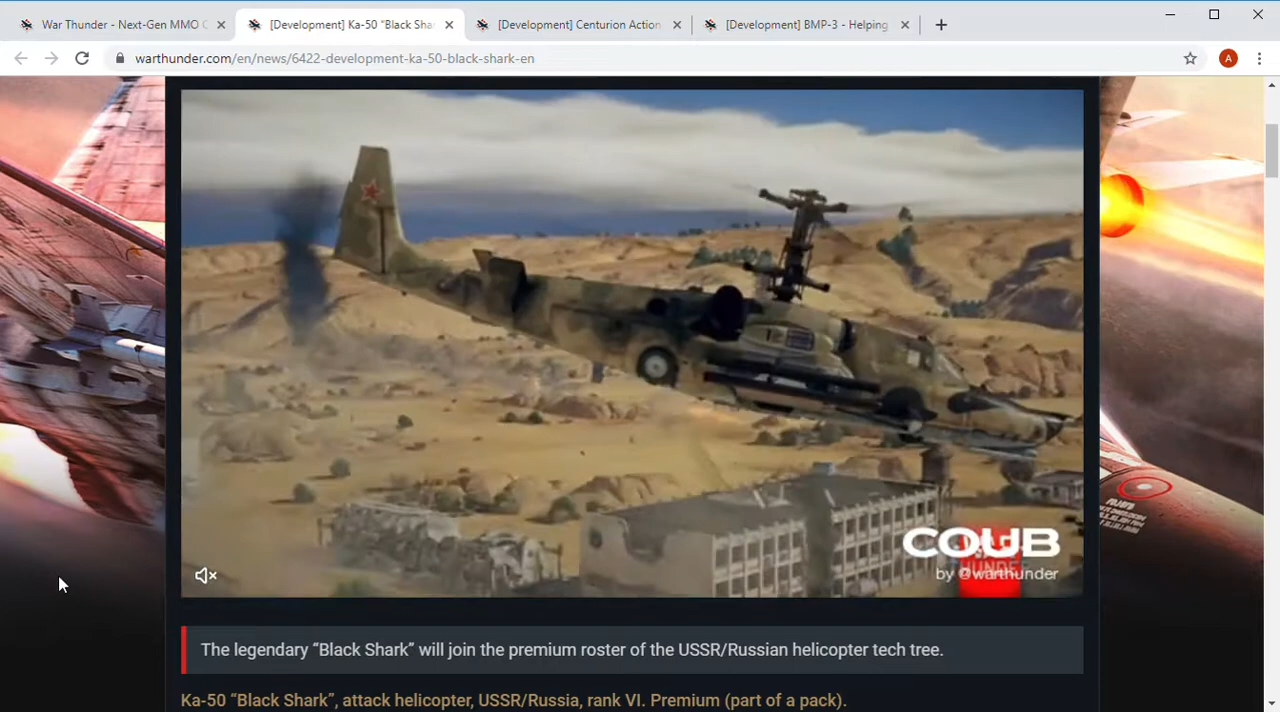 War Thunder - Next-Gen MMO C
[Development] Ka-50 "Black Shar
[Development] Centurion Action
[Development] BMP-3 - Helping
warthunder.com/en/news/6422-development-ka-50-black-shark-en
A
COUB
by @warthunder
The legendary “Black Shark” will join the premium roster of the USSR/Russian helicopter tech tree.
Ka-50 “Black Shark”, attack helicopter, USSR/Russia, rank VI. Premium (part of a pack).